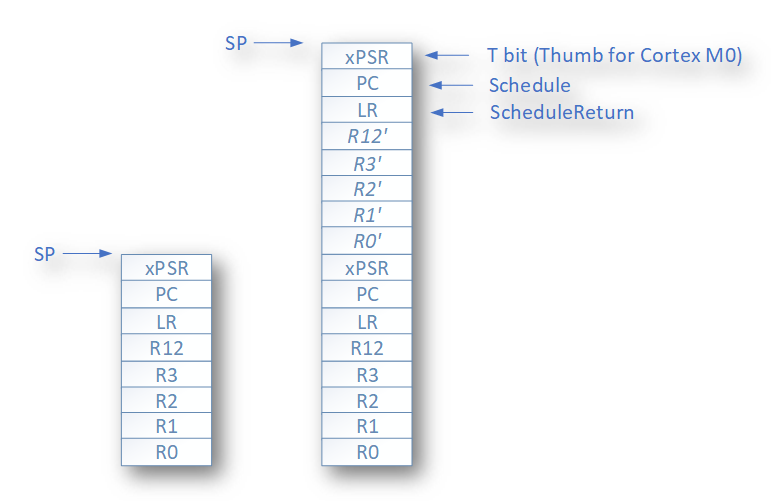 SP
xPSR
T bit (Thumb for Cortex M0)
PC
Schedule
LR
ScheduleReturn
R12'
R3'
R2'
R1'
R0'
SP
xPSR
PC
LR
R12
R3
R2
R1
R0
xPSR
PC
LR
R12
R3
R2
R1
R0